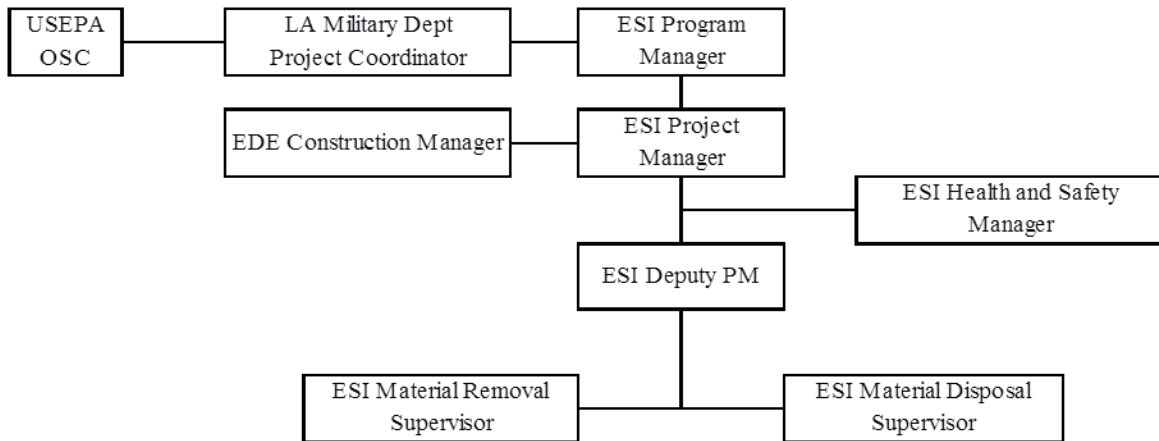 USEPA
OSC
LA Military Dept
Project Coordinator
ESI Program
Manager
EDE Construction Manager
ESI Project
Manager
ESI Health and Safety
Manager
ESI Deputy PM
ESI Material Removal
Supervisor
ESI Material Disposal
Supervisor